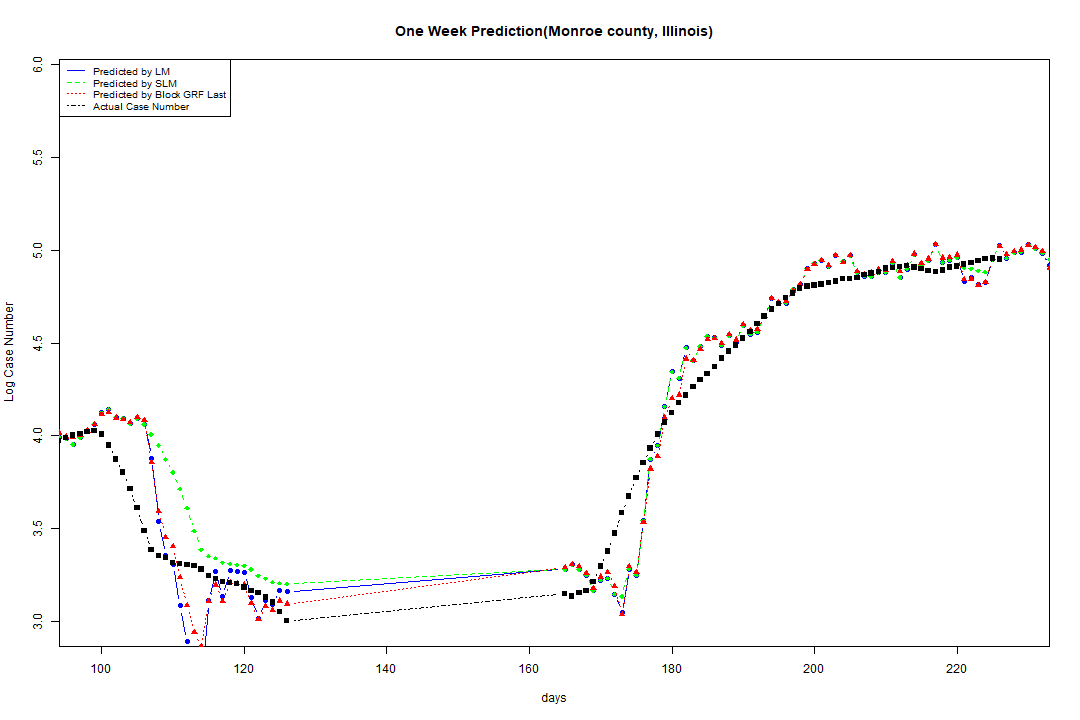 One Week Prediction(Monroe county, Illinois)
Predicted by LM
Predicted by SLM
Predicted by Block GRF Last
Actual Case Number
6.0
5.5
5.0
4.5
4.0
3.5
3.0
Log Case Number
100 120 140 160 180 200 220
days